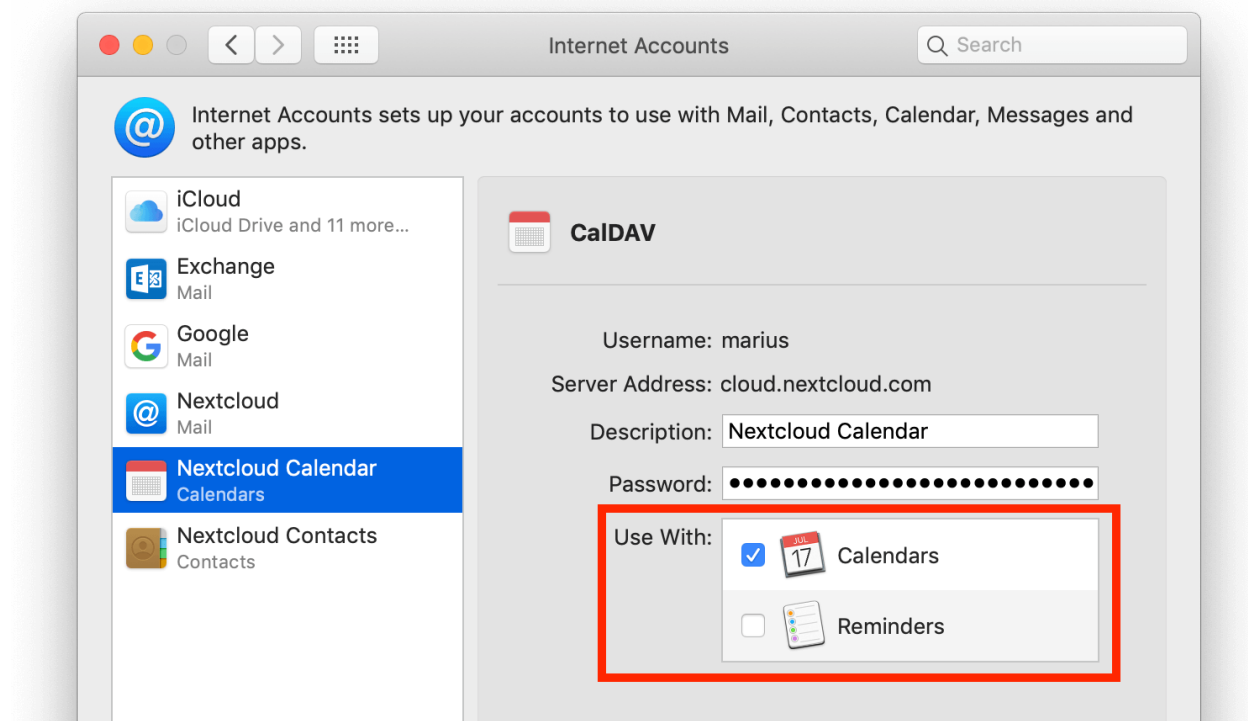 Internet Accounts
Search
Internet Accounts sets up your accounts to use with Mail, Contacts, Calendar, Messages and
other apps.
iCloud
iCloud Drive and 11 more...
Exchange
Mail
Google
Mail
Nextcloud
Mail
Nextcloud Calendar
Calendars
Nextcloud Contacts
Contacts
CalDAV
Username: marius
Server Address: cloud.nextcloud.com
Description: Nextcloud Calendar
Password: •••••••••••••••••••••••••••
Use With:
JUL
17
Calendars
Reminders